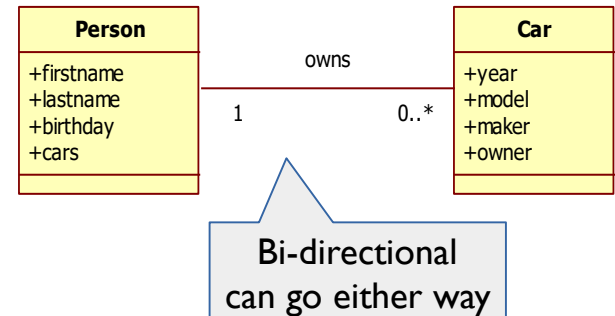 Person
+firstname
+lastname
+birthday
+cars
owns
1
0..*
Car
+year
+model
+maker
+owner
Bi-directional
can go either way